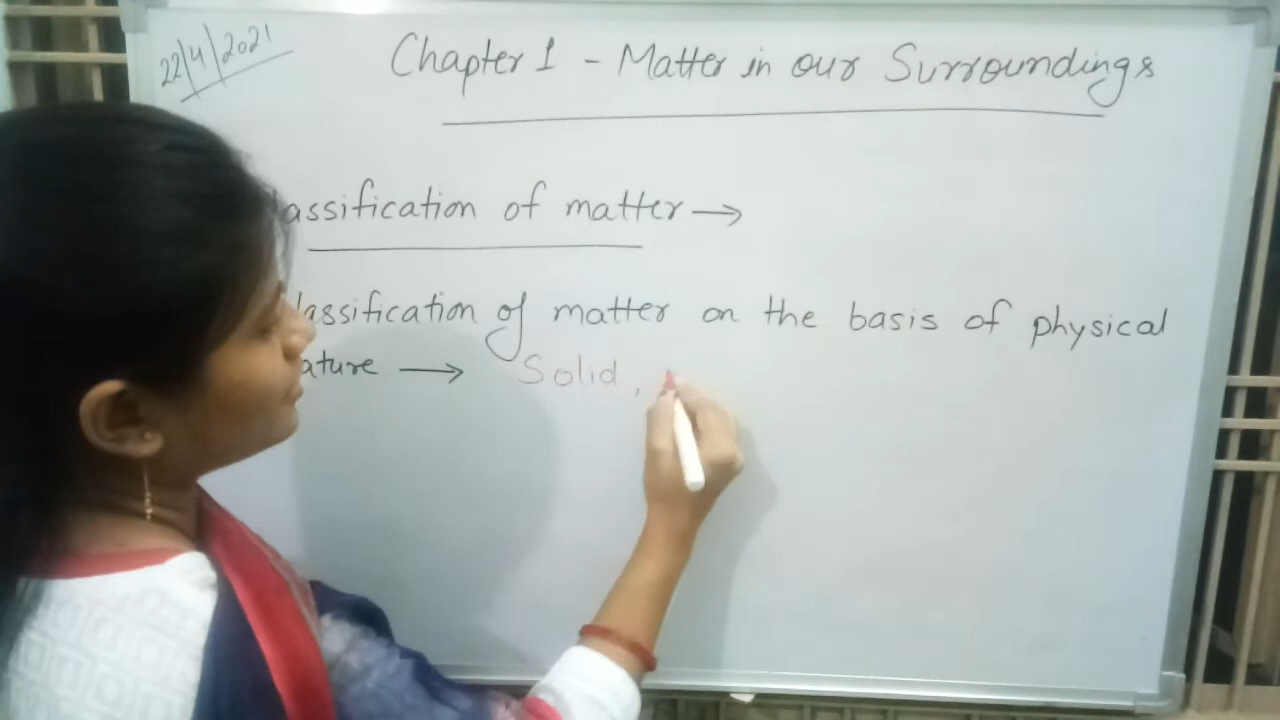 22/4/2021
Chapter 1 - Matter in our Surroundings
assification of matter →
lassification of matter on the basis of physical
ature → Solid,